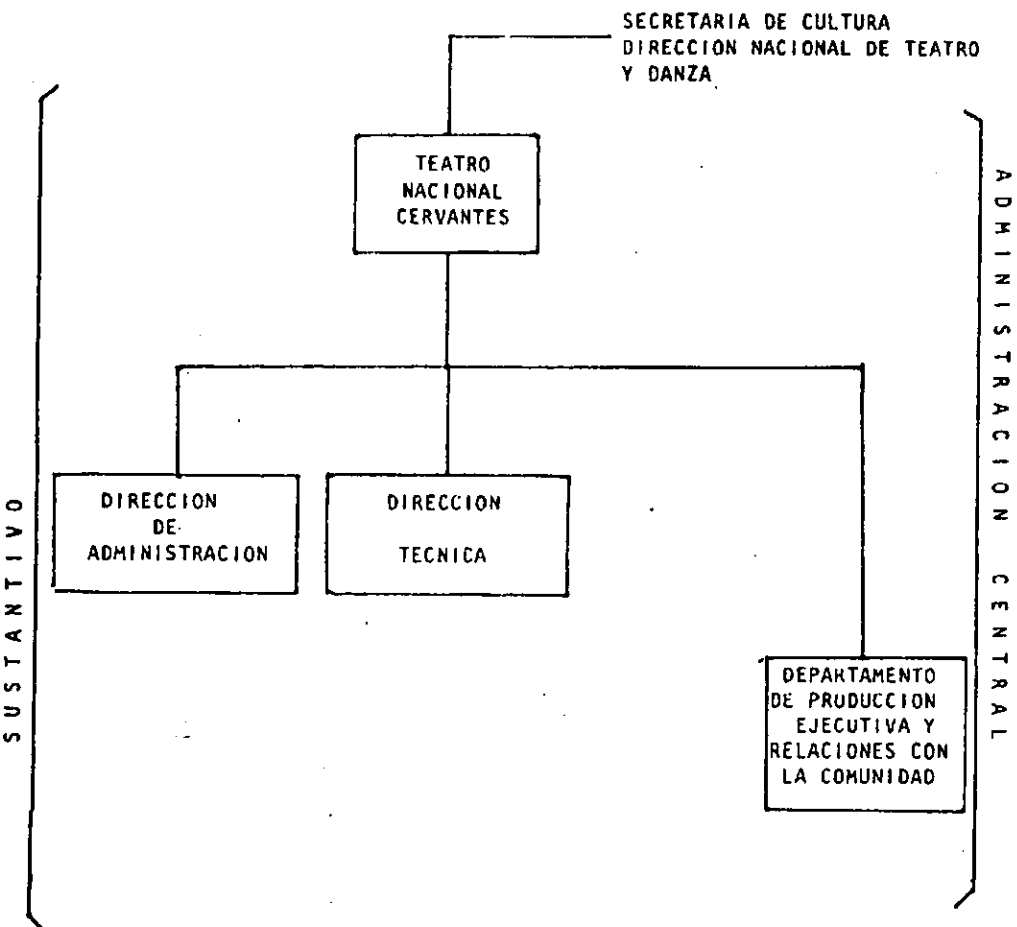 SECRETARIA DE CULTURA
DIRECCION NACIONAL DE TEATRO
Y DANZA
TEATRO
NACIONAL
CERVANTES
DIRECCION
DE
ADMINISTRACION
DIRECCION
TECNICA
DEPARTAMENTO
DE PRODUCCION
EJECUTIVA Y
RELACIONES CON
LA COMUNIDAD
SUSTANTIVO
ADMINISTRACION CENTRAL